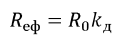 Rеф = R0kд